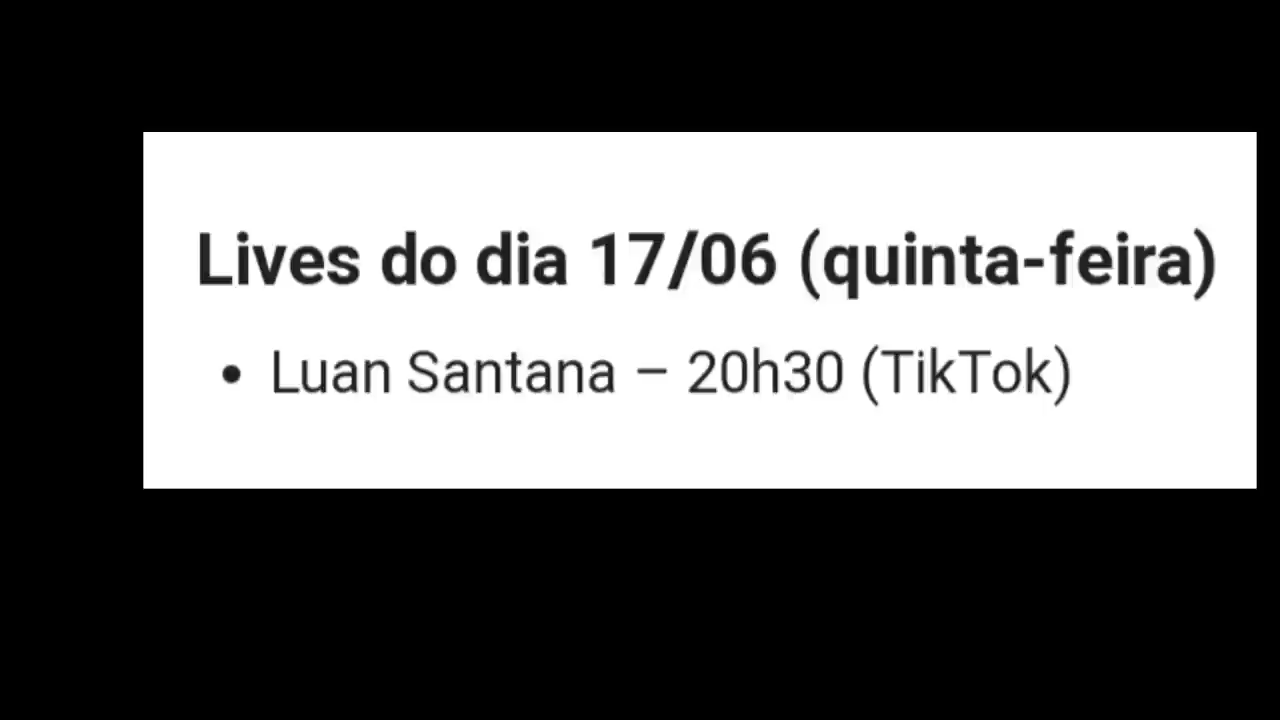 Lives do dia 17/06 (quinta-feira)
• Luan Santana – 20h30 (TikTok)